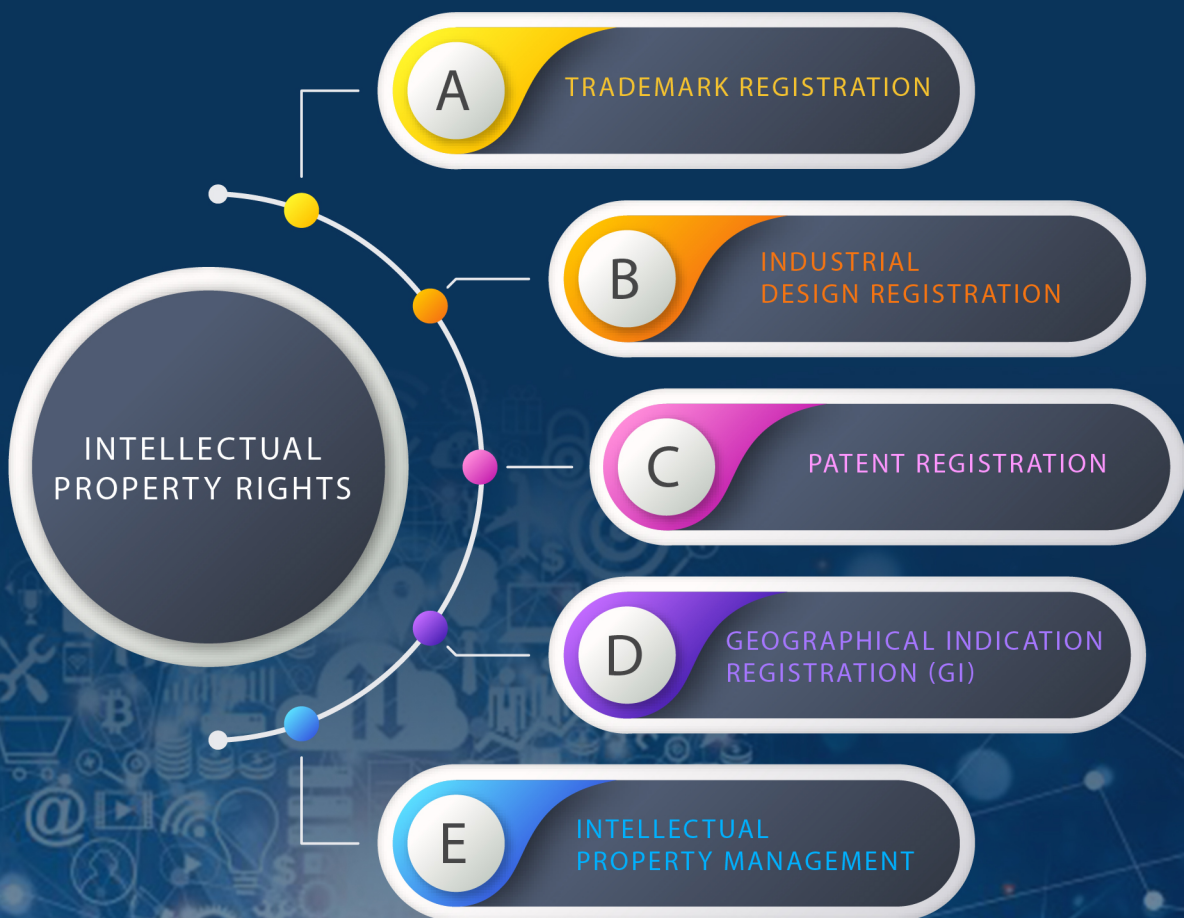 A
TRADEMARK REGISTRATION
B
INDUSTRIAL
DESIGN REGISTRATION
INTELLECTUAL
PROPERTY RIGHTS
C
PATENT REGISTRATION
D
GEOGRAPHICAL INDICATION
REGISTRATION (GI)
E
INTELLECTUAL
PROPERTY MANAGEMENT